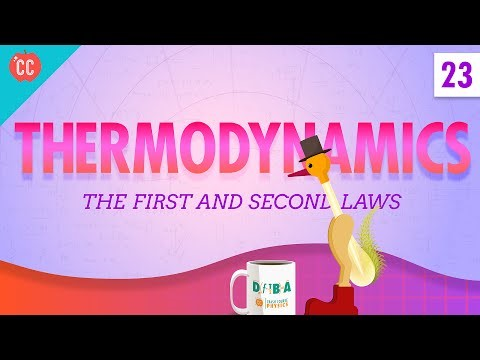 CC
23
THERMODYNAMICS
THE FIRST AND SECOND LAWS